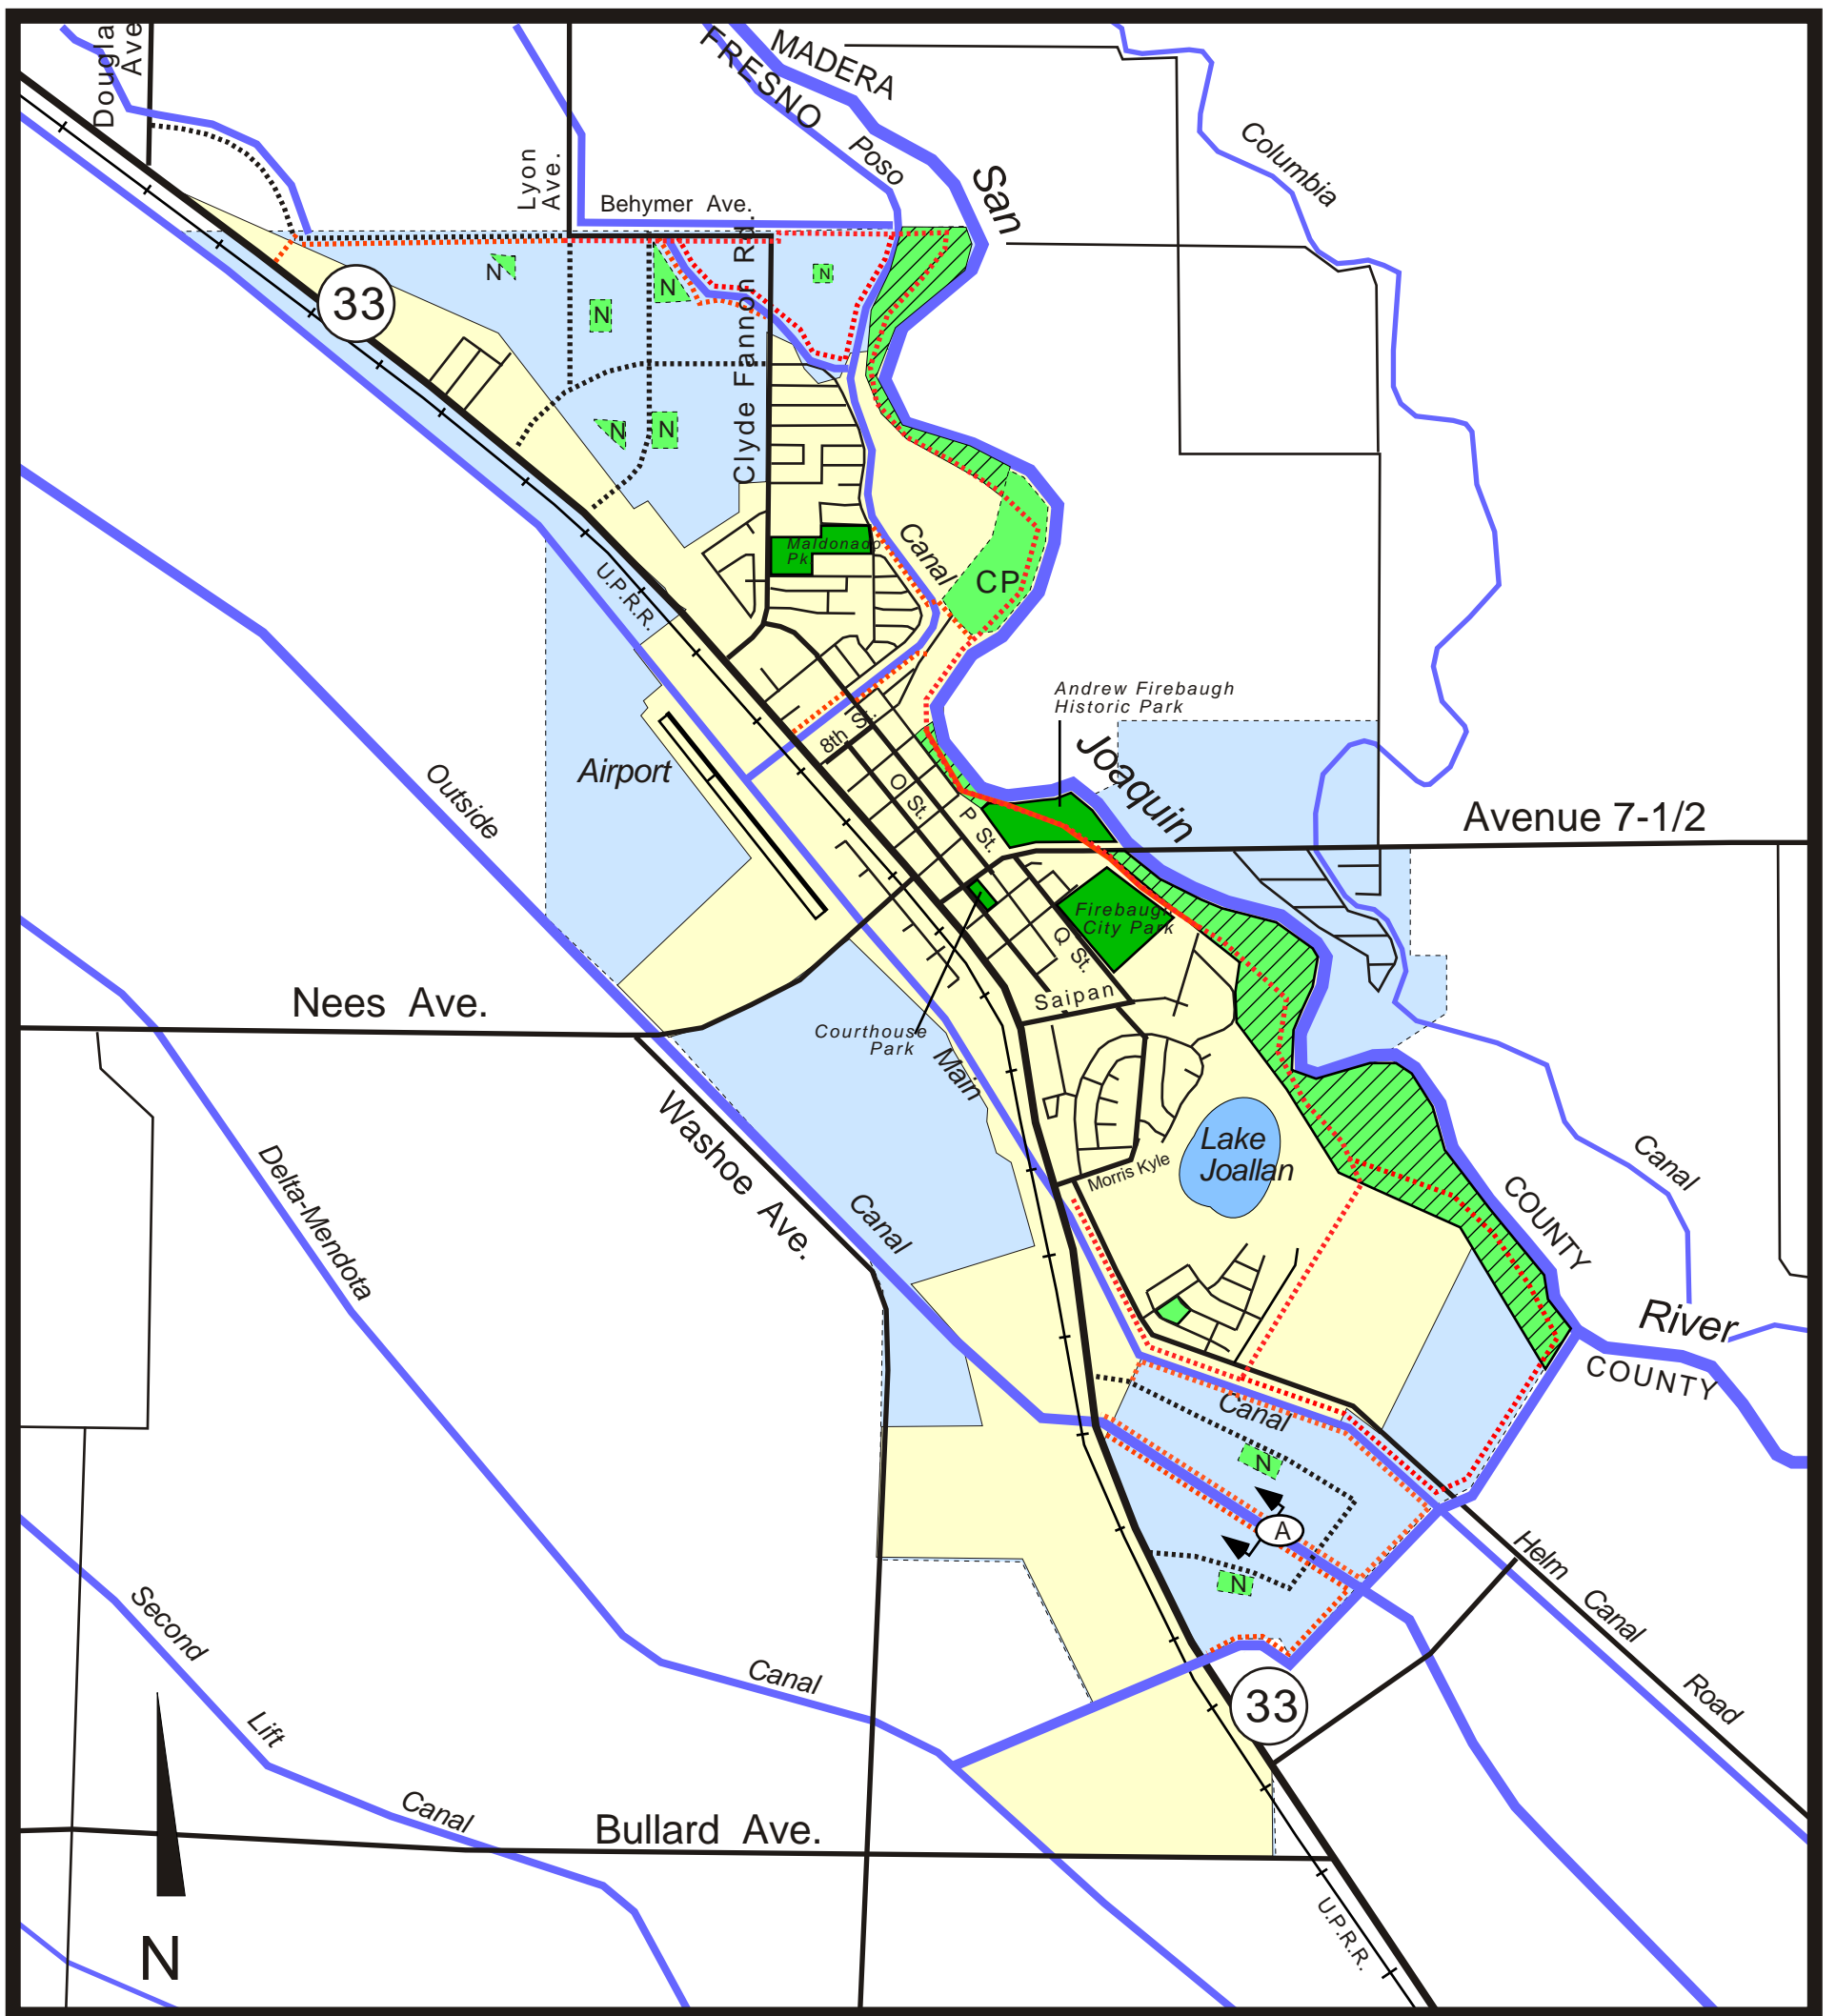 Dougla
Ave
FRESNO
MADERA
Lyon
Ave.
Behymer Ave.
Poso
San
Columbia
N
N
N
N
N
N
33
Clyde Fannon Rd.
Maldonado
Pk.
Canal
CP
U.P.R.R.
Andrew Firebaugh
Historic Park
Joaquin
Avenue 7-1/2
Airport
8th
St.
O St.
P St.
Outside
Firebaugh
City Park
Q St.
Saipan
Nees Ave.
Courthouse
Park
Main
Washoe Ave.
Lake
Joallan
Morris Kyle
Canal
Delta-Mendota
Canal
COUNTY
River
COUNTY
Canal
N
A
N
Helm Canal Road
Second
Lift
Canal
Canal
33
Bullard Ave.
U.P.R.R.
N